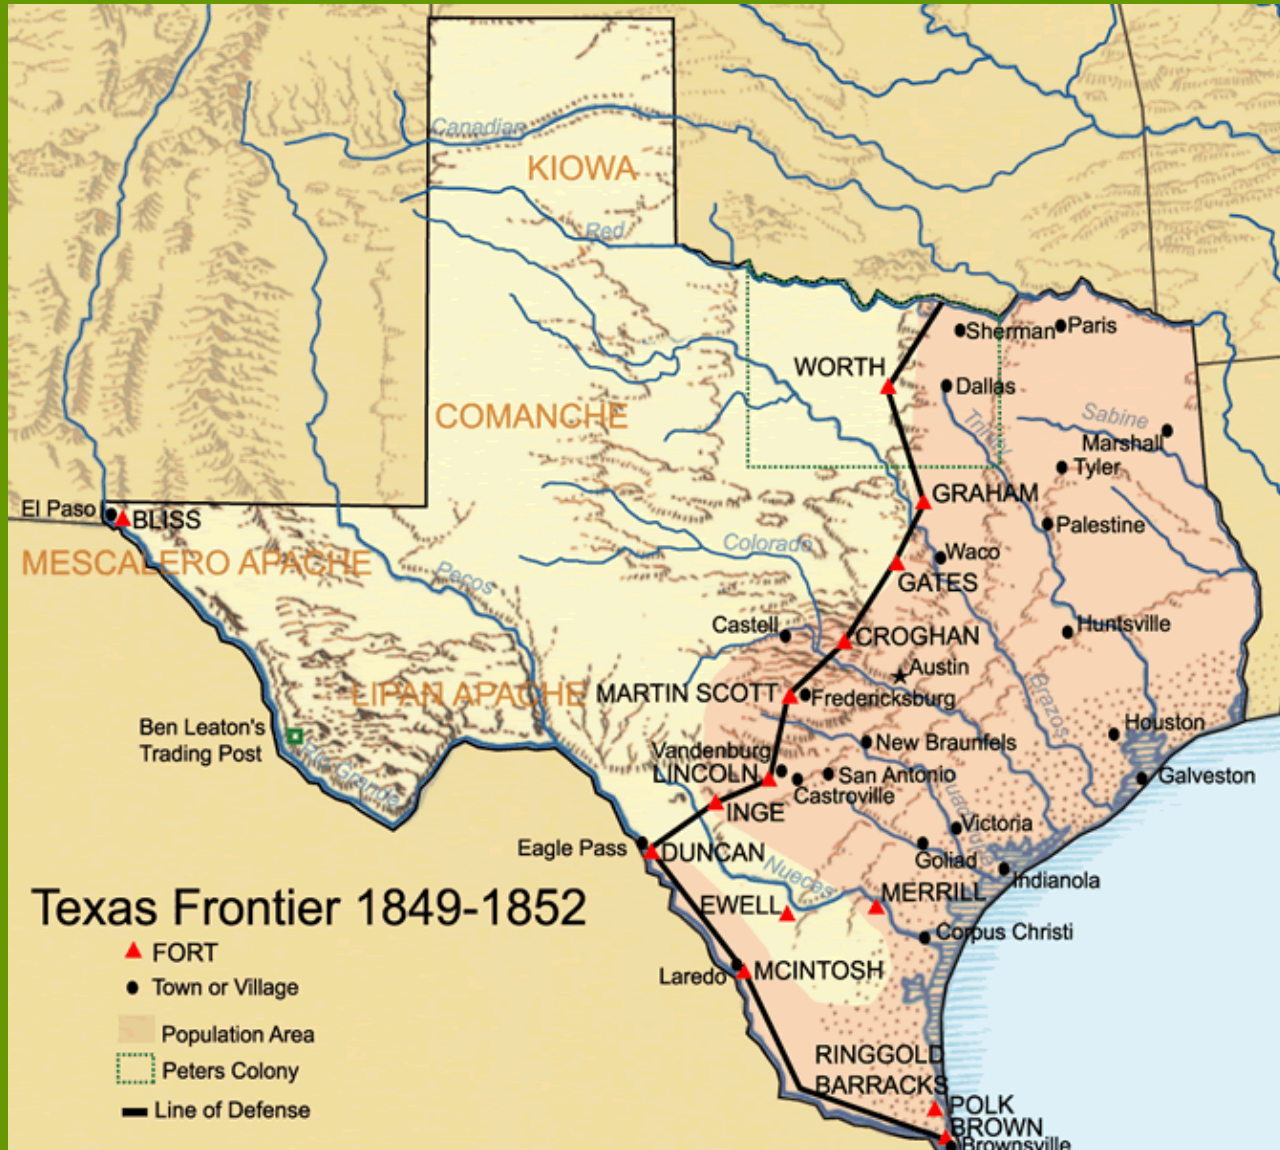 Canadian
KIOWA
Red
Sherman
Paris
WORTH
Dallas
COMANCHE
Trinity
Sabine
Marshall
Tyler
GRAHAM
El Paso
BLISS
Palestine
Colorado
Waco
MESCALERO APACHE
Pecos
GATES
Castell
CROGHAN
Huntsville
Austin
LIPAN APACHE
MARTIN SCOTT
Fredericksburg
Brazos
Ben Leaton's
Trading Post
Rio Grande
Houston
New Braunfels
Vandenburg
LINCOLN
San Antonio
Galveston
Castroville
Guadalupe
INGE
Victoria
Eagle Pass
DUNCAN
Goliad
Indianola
Nueces
MERRILL
EWELL
Corpus Christi
Laredo
MCINTOSH
Texas Frontier 1849-1852
FORT
Town or Village
Population Area
Peters Colony
Line of Defense
RINGGOLD
BARRACKS
POLK
BROWN
Brownsville